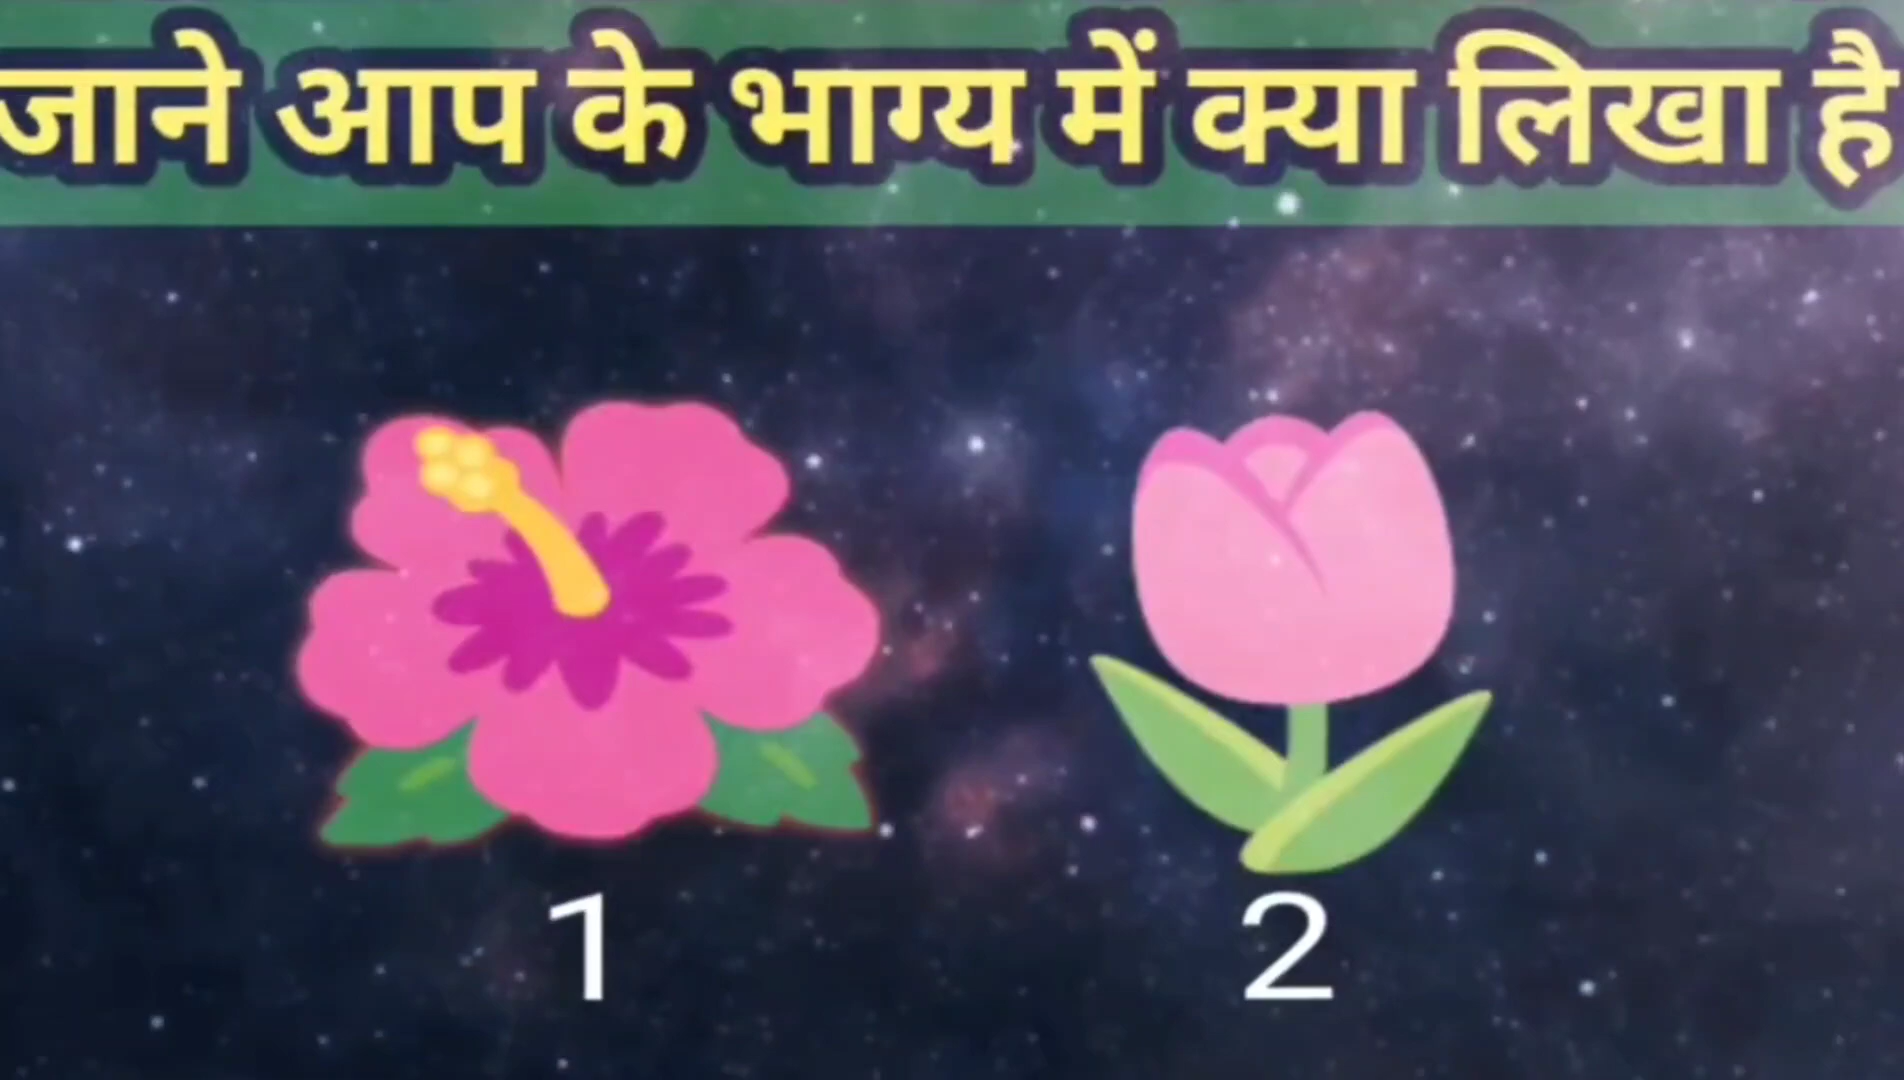 जाने आप के भाग्य में क्या लिखा है
1 2